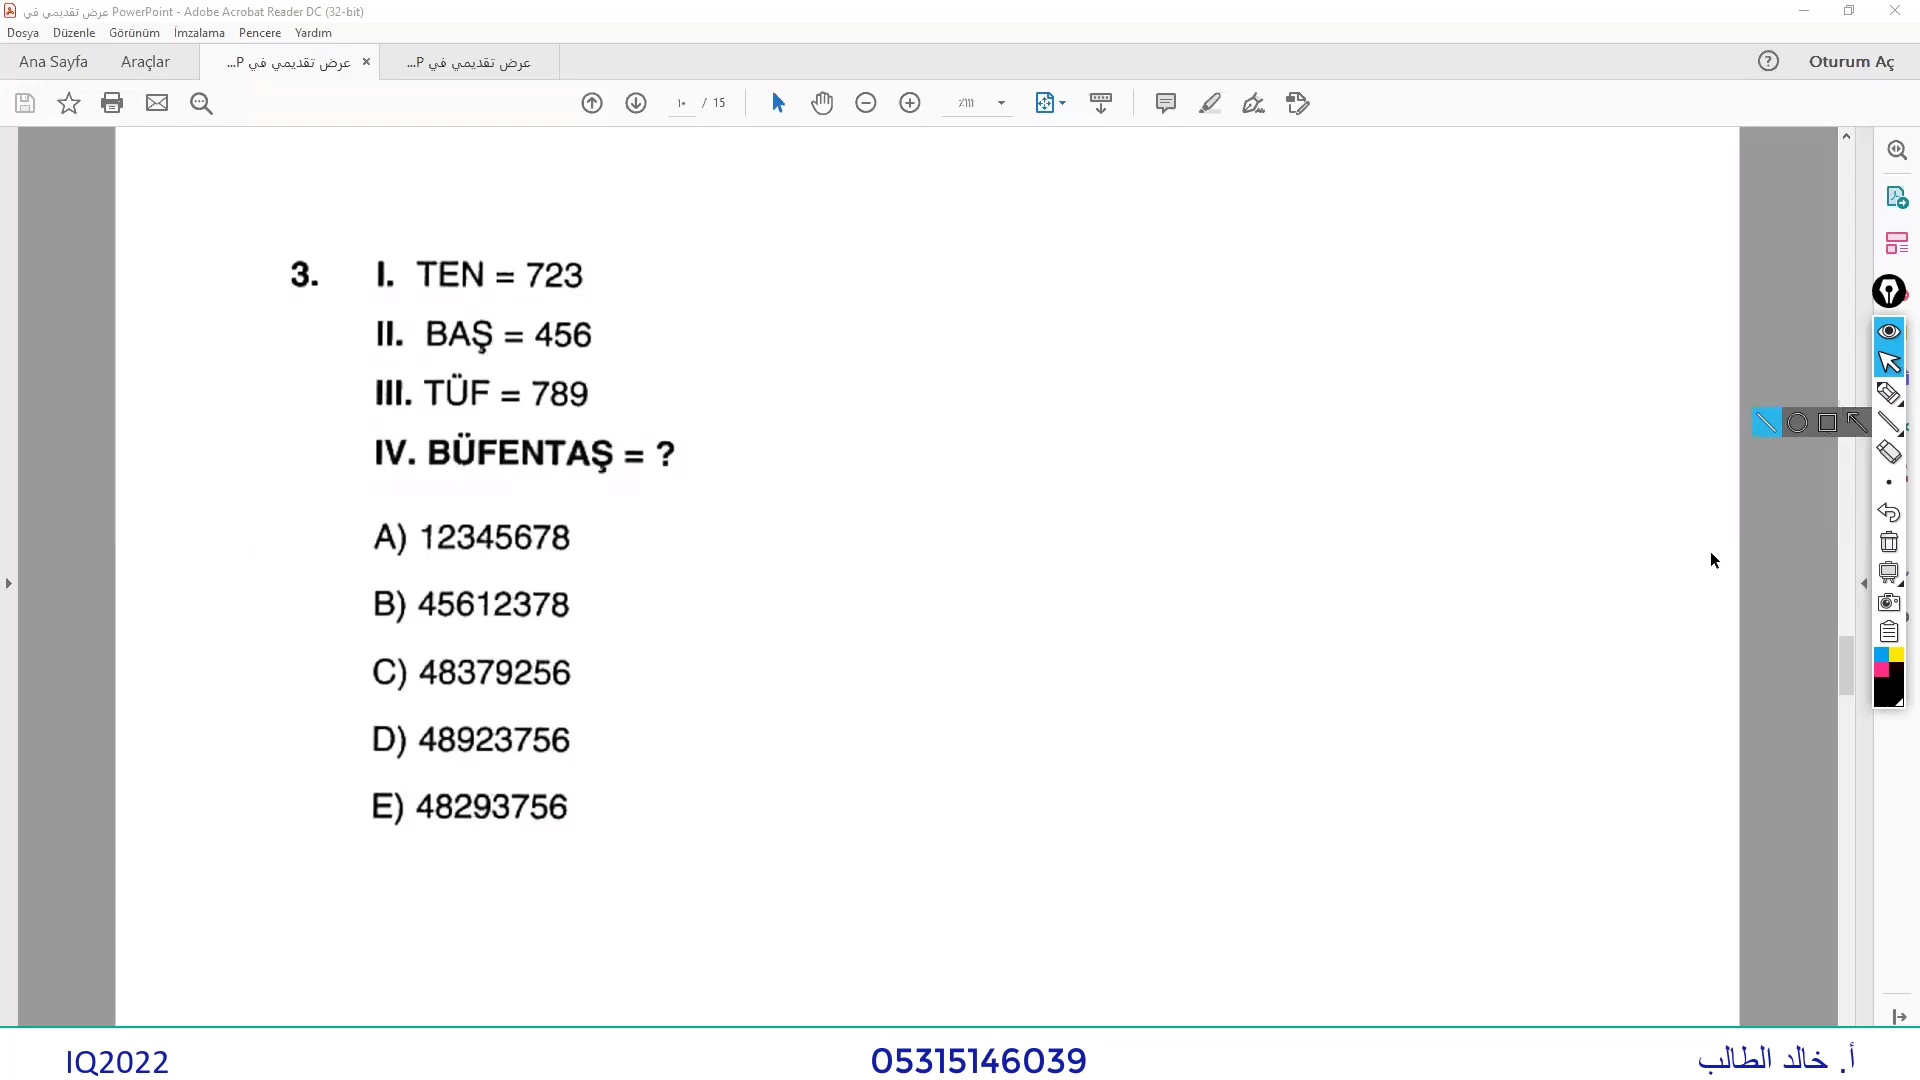 عرض تقديمي في PowerPoint - Adobe Acrobat Reader DC (32-bit)
Dosya Düzenle Görünüm İmzalama Pencere Yardım
Ana Sayfa Araçlar عرض تقديمي في P... عرض تقديمي في P... Oturum Aç
١٠ / 15 ٪١١١
3. I. TEN = 723
II. BAŞ = 456
III. TÜF = 789
IV. BÜFENTAŞ = ?
A) 12345678
B) 45612378
C) 48379256
D) 48923756
E) 48293756
IQ2022 05315146039 أ. خالد الطالب